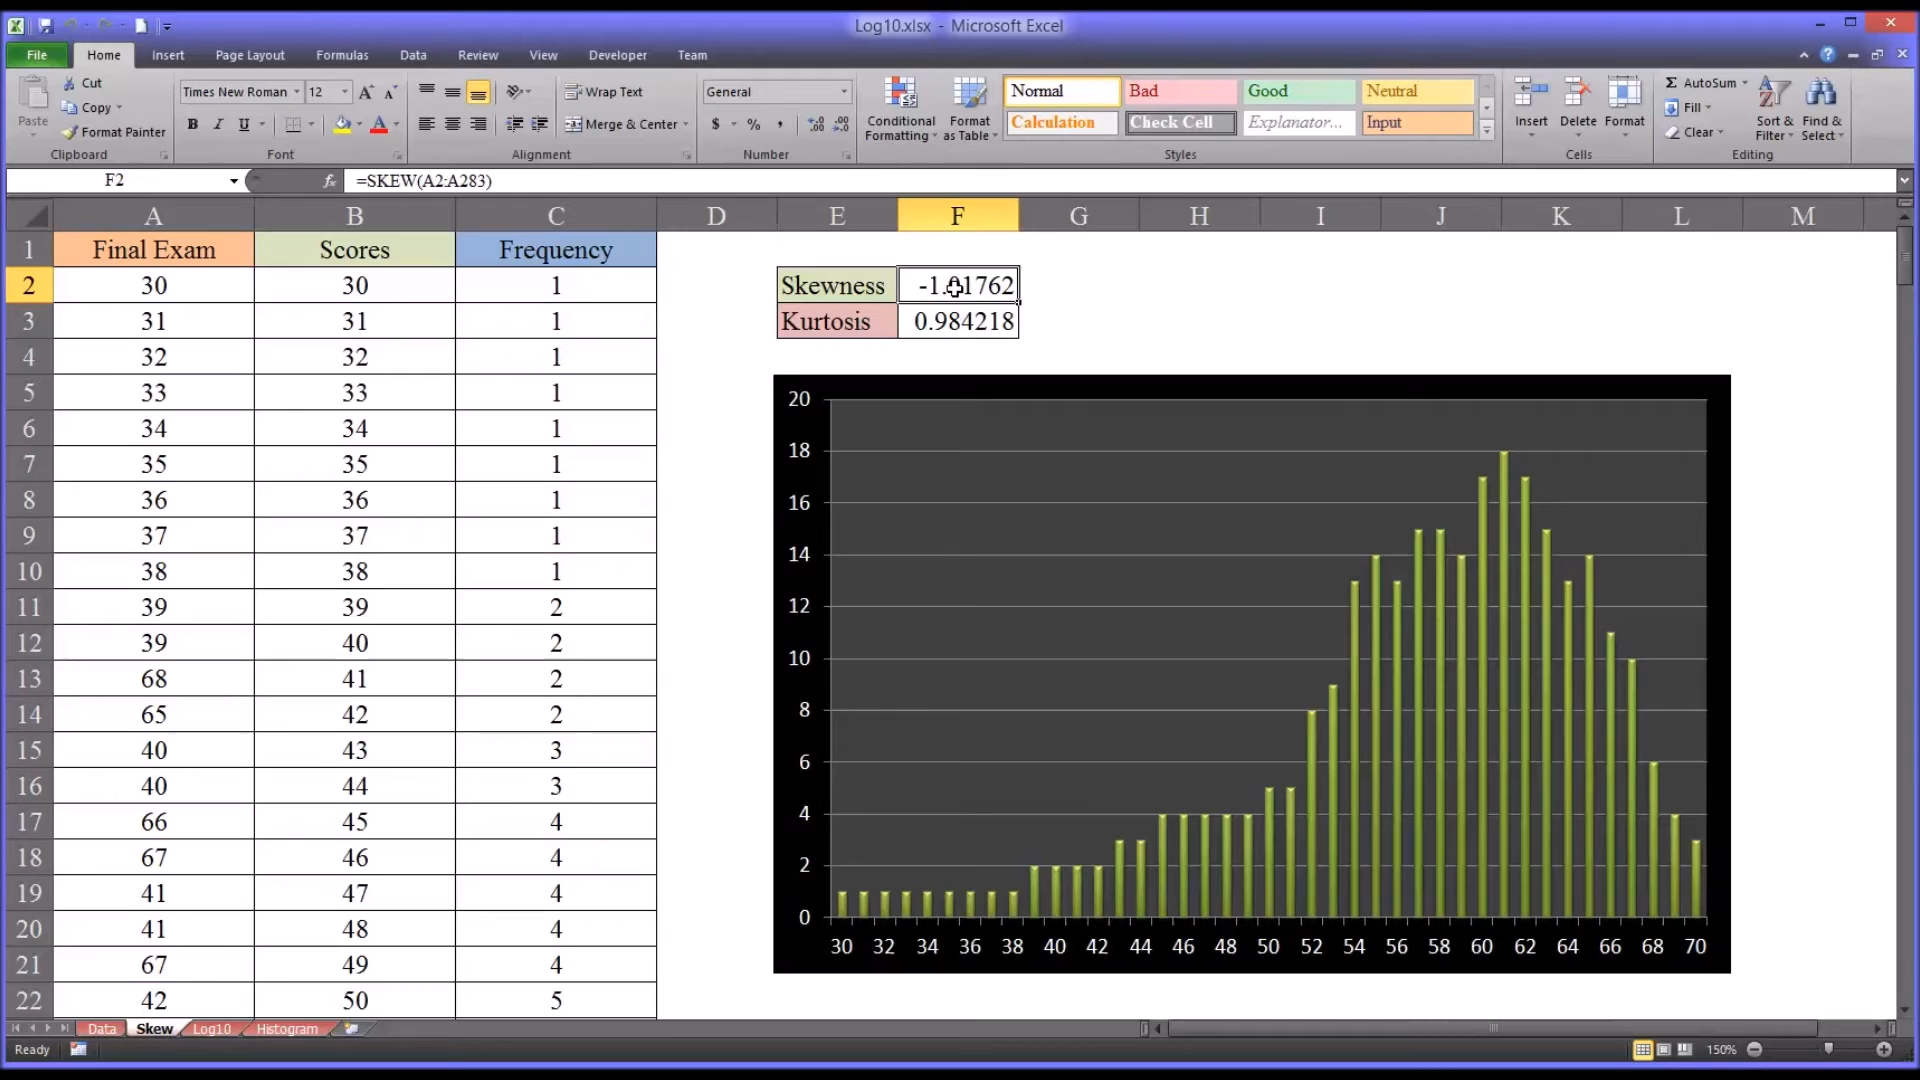 Log10.xlsx - Microsoft Excel
File Home Insert Page Layout Formulas Data Review View Developer Team
Paste
Cut
Copy
Format Painter
Clipboard
Times New Roman 12
B I U
Font
Wrap Text
Merge & Center
Alignment
General
$ % ,
Number
Conditional Formatting
Format as Table
Normal Bad Good Neutral
Calculation Check Cell Explanator... Input
Styles
Insert Delete Format
Cells
AutoSum
Fill
Clear
Sort & Filter
Find & Select
Editing
F2 fx =SKEW(A2:A283)
A B C D E F G H I J K L M
1 Final Exam Scores Frequency
2 30 30 1 Skewness
3 31 31 1 Kurtosis 0.984218
4 32 32 1
5 33 33 1
6 34 34 1
7 35 35 1
8 36 36 1
9 37 37 1
10 38 38 1
11 39 39 2
12 39 40 2
13 68 41 2
14 65 42 2
15 40 43 3
16 40 44 3
17 66 45 4
18 67 46 4
19 41 47 4
20 41 48 4
21 67 49 4
22 42 50 5
20
18
16
14
12
10
8
6
4
2
0
30 32 34 36 38 40 42 44 46 48 50 52 54 56 58 60 62 64 66 68 70
Data Skew Log10 Histogram
Ready 150%